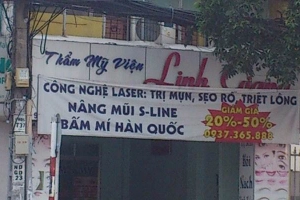 Thẩm Mỹ Viện
Linh
CÔNG NGHỆ LASER: TRỊ MỤN, SẸO RỖ, TRIỆT LÔNG
NÂNG MŨI S-LINE
GIẢM GIÁ
20%-50%
BẤM MÍ HÀN QUỐC
0937.365.888